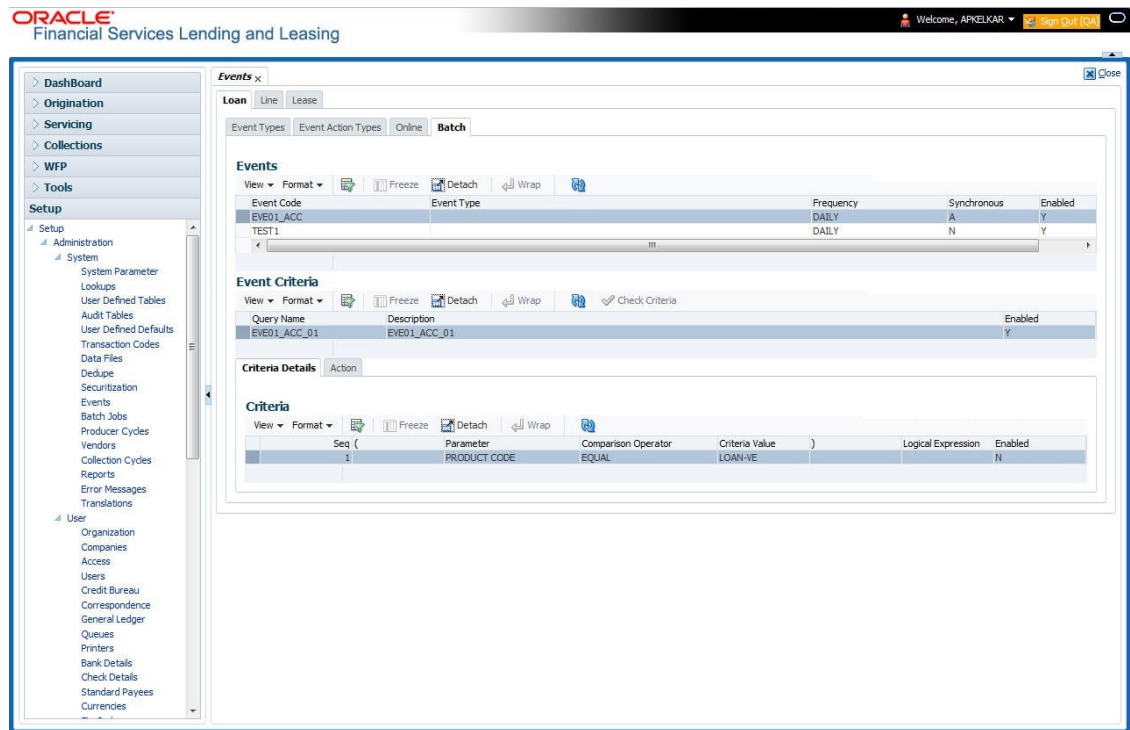 ORACLE
Financial Services Lending and Leasing
Welcome, APKELKAR
Sign Out [QA]
Close
DashBoard
Origination
Servicing
Collections
WFP
Tools
Setup
Setup
Administration
System
System Parameter
Lookups
User Defined Tables
Audit Tables
User Defined Defaults
Transaction Codes
Data Files
Dedupe
Securitization
Events
Batch Jobs
Producer Cycles
Vendors
Collection Cycles
Reports
Error Messages
Translations
User
Organization
Companies
Access
Users
Credit Bureau
Correspondence
General Ledger
Queues
Printers
Bank Details
Check Details
Standard Payees
Currencies
Events
Loan Line Lease
Event Types Event Action Types Online Batch
Events
View Format Freeze Detach Wrap
Event Code Event Type Frequency Synchronous Enabled
EVE01_ACC DAILY A Y
TEST1 DAILY N Y
Event Criteria
View Format Freeze Detach Wrap Check Criteria
Query Name Description Enabled
EVE01_ACC_01 EVE01_ACC_01 Y
Criteria Details Action
Criteria
View Format Freeze Detach Wrap
Seq ( Parameter Comparison Operator Criteria Value ) Logical Expression Enabled
1 PRODUCT CODE EQUAL LOAN-VE N